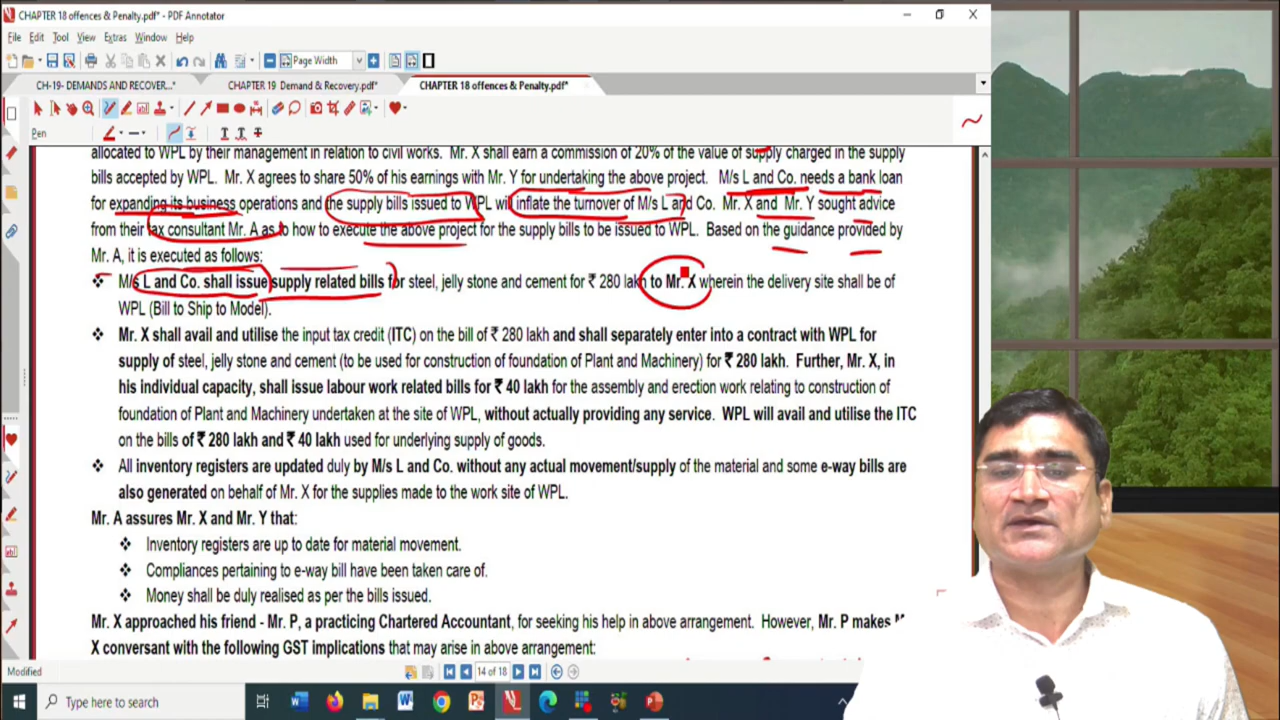 CHAPTER 18 offences & Penalty.pdf* - PDF Annotator
File Edit Tool View Extras Window Help
Page Width
CH-19- DEMANDS AND RECOVER...* CHAPTER 19 Demand & Recovery.pdf* CHAPTER 18 offences & Penalty.pdf*
Pen
allocated to WPL by their management in relation to civil works. Mr. X shall earn a commission of 20% of the value of supply charged in the supply
bills accepted by WPL. Mr. X agrees to share 50% of his earnings with Mr. Y for undertaking the above project. M/s L and Co. needs a bank loan
for expanding its business operations and the supply bills issued to WPL will inflate the turnover of M/s L and Co. Mr. X and Mr. Y sought advice
from their tax consultant Mr. A as to how to execute the above project for the supply bills to be issued to WPL. Based on the guidance provided by
Mr. A, it is executed as follows:
❖ M/s L and Co. shall issue supply related bills for steel, jelly stone and cement for ₹ 280 lakh to Mr. X wherein the delivery site shall be of
WPL (Bill to Ship to Model).
❖ Mr. X shall avail and utilise the input tax credit (ITC) on the bill of ₹ 280 lakh and shall separately enter into a contract with WPL for
supply of steel, jelly stone and cement (to be used for construction of foundation of Plant and Machinery) for ₹ 280 lakh. Further, Mr. X, in
his individual capacity, shall issue labour work related bills for ₹ 40 lakh for the assembly and erection work relating to construction of
foundation of Plant and Machinery undertaken at the site of WPL, without actually providing any service. WPL will avail and utilise the ITC
on the bills of ₹ 280 lakh and ₹ 40 lakh used for underlying supply of goods.
❖ All inventory registers are updated duly by M/s L and Co. without any actual movement/supply of the material and some e-way bills are
also generated on behalf of Mr. X for the supplies made to the work site of WPL.
Mr. A assures Mr. X and Mr. Y that:
❖ Inventory registers are up to date for material movement.
❖ Compliances pertaining to e-way bill have been taken care of.
❖ Money shall be duly realised as per the bills issued.
Mr. X approached his friend - Mr. P, a practicing Chartered Accountant, for seeking his help in above arrangement. However, Mr. P makes
X conversant with the following GST implications that may arise in above arrangement:
Modified 14 of 18
Type here to search